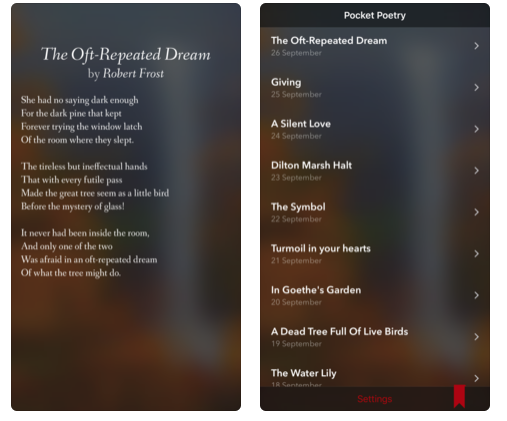 The Oft-Repeated Dream
by Robert Frost
She had no saying dark enough
For the dark pine that kept
Forever trying the window latch
Of the room where they slept.
The tireless but ineffectual hands
That with every futile pass
Made the great tree seem as a little bird
Before the mystery of glass!
It never had been inside the room,
And only one of the two
Was afraid in an oft-repeated dream
Of what the tree might do.
Pocket Poetry
The Oft-Repeated Dream
26 September
Giving
25 September
A Silent Love
24 September
Dilton Marsh Halt
23 September
The Symbol
22 September
Turmoil in your hearts
21 September
In Goethe's Garden
20 September
A Dead Tree Full Of Live Birds
19 September
The Water Lily
18 September
Settings